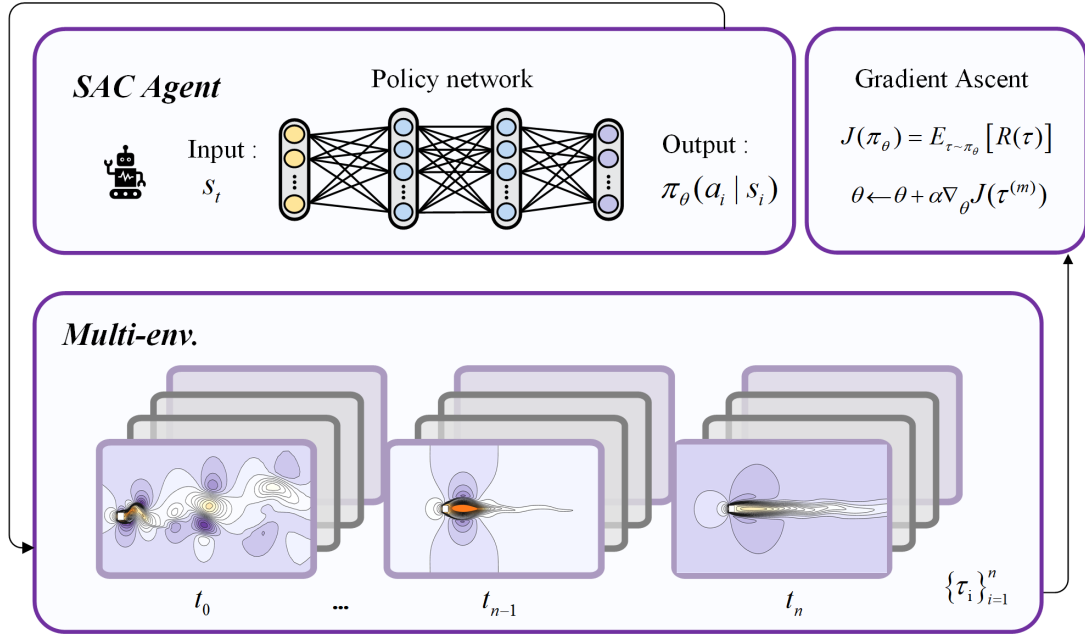 SAC Agent
Policy network
Input :
s_t
Output :
π_θ(a_i | s_i)
Gradient Ascent
J(π_θ) = E_{τ~π_θ}[R(τ)]
θ ← θ + α∇_θ J(τ^{(m)})
Multi-env.
t_0
...
t_{n-1}
t_n
{τ_i}_{i=1}^n